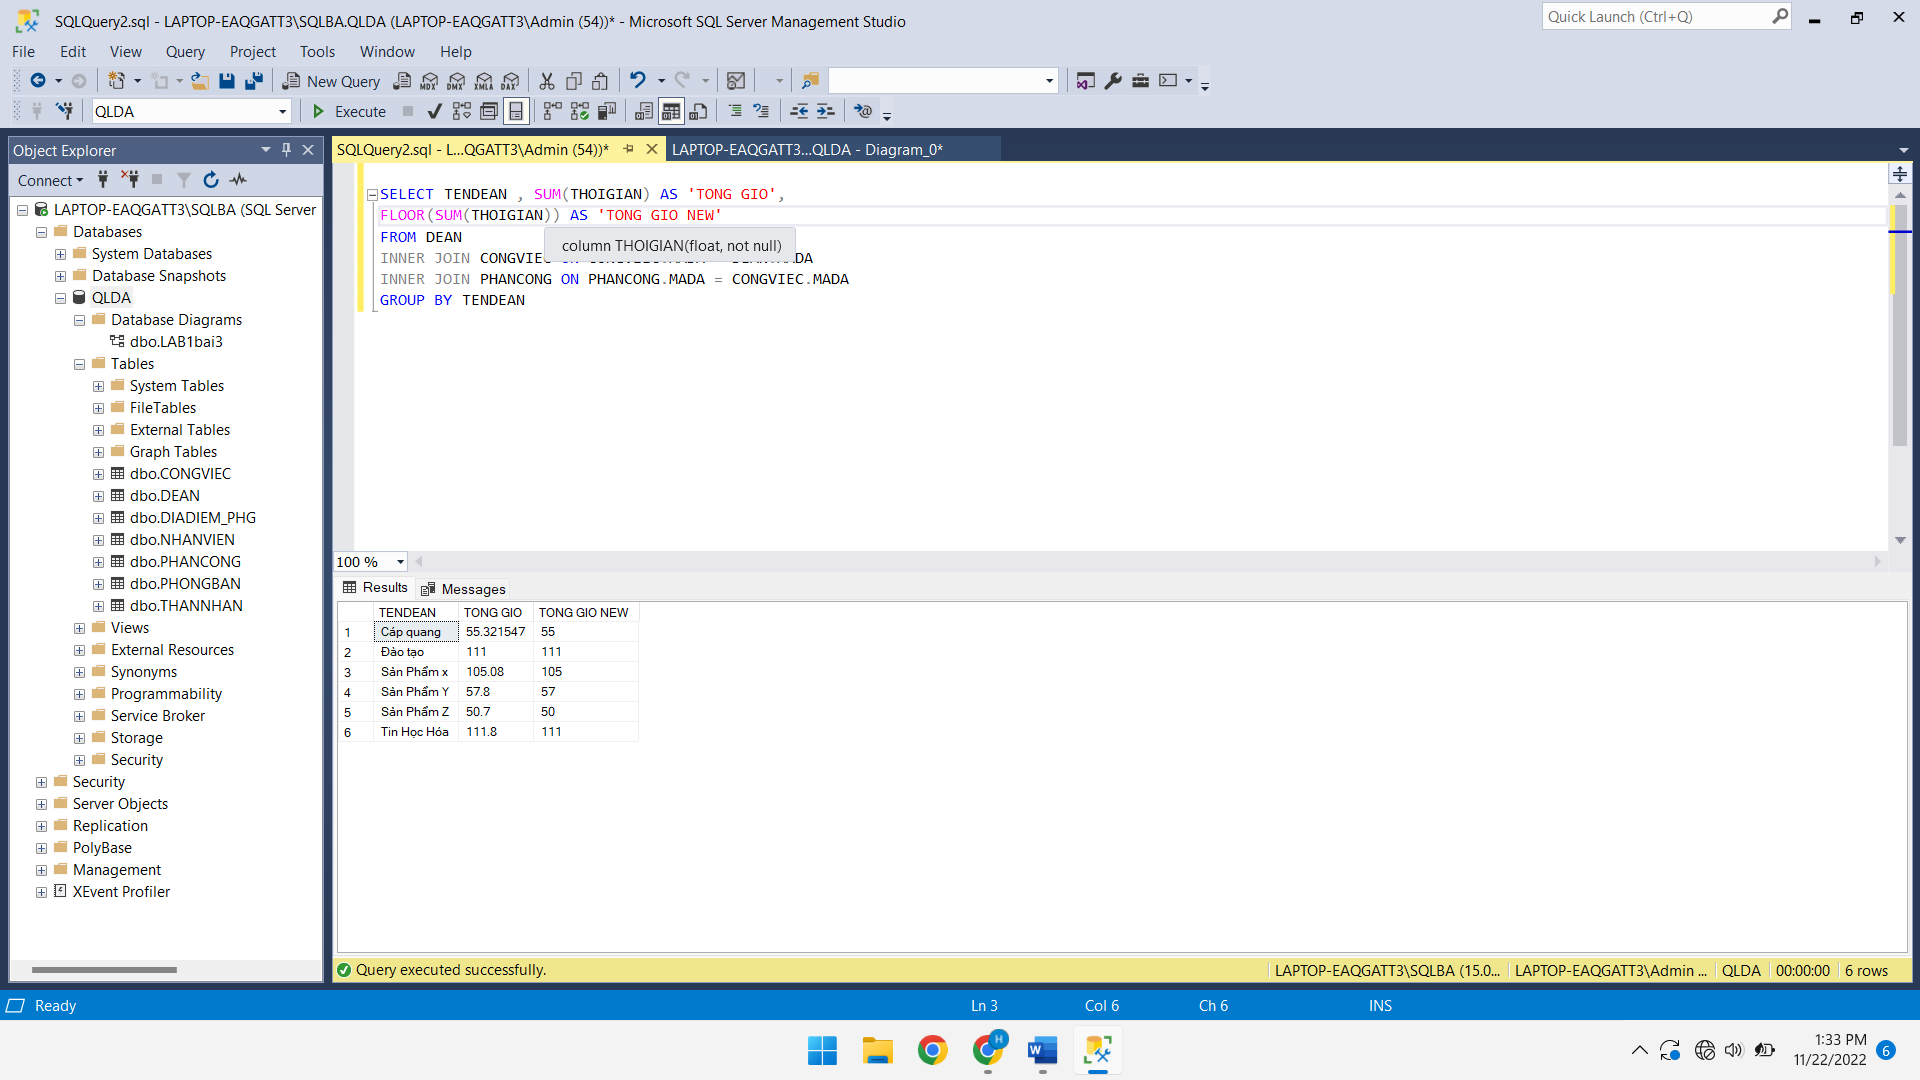 SQLQuery2.sql - LAPTOP-EAQGATT3\SQLBA.QLDA (LAPTOP-EAQGATT3\Admin (54))* - Microsoft SQL Server Management Studio
Quick Launch (Ctrl+Q)
File Edit View Query Project Tools Window Help
New Query MDX DMX XMLA DAX
QLDA Execute
Object Explorer
SQLQuery2.sql - L...QGATT3\Admin (54))*
LAPTOP-EAQGATT3...QLDA - Diagram_0*
Connect
LAPTOP-EAQGATT3\SQLBA (SQL Server
Databases
System Databases
Database Snapshots
QLDA
Database Diagrams
dbo.LAB1bai3
Tables
System Tables
FileTables
External Tables
Graph Tables
dbo.CONGVIEC
dbo.DEAN
dbo.DIADIEM_PHG
dbo.NHANVIEN
dbo.PHANCONG
dbo.PHONGBAN
dbo.THANNHAN
Views
External Resources
Synonyms
Programmability
Service Broker
Storage
Security
Security
Server Objects
Replication
PolyBase
Management
XEvent Profiler
SELECT TENDEAN , SUM(THOIGIAN) AS 'TONG GIO',
FLOOR(SUM(THOIGIAN)) AS 'TONG GIO NEW'
FROM DEAN
column THOIGIAN(float, not null)
INNER JOIN CONGVIEC
INNER JOIN PHANCONG ON PHANCONG.MADA = CONGVIEC.MADA
GROUP BY TENDEAN
100 %
Results Messages
TENDEAN TONG GIO TONG GIO NEW
1 Cáp quang 55.321547 55
2 Đào tạo 111 111
3 Sản Phẩm x 105.08 105
4 Sản Phẩm Y 57.8 57
5 Sản Phẩm Z 50.7 50
6 Tin Học Hóa 111.8 111
Query executed successfully.
LAPTOP-EAQGATT3\SQLBA (15.0... LAPTOP-EAQGATT3\Admin ... QLDA 00:00:00 6 rows
Ready Ln 3 Col 6 Ch 6 INS
H
W
1:33 PM
11/22/2022
6